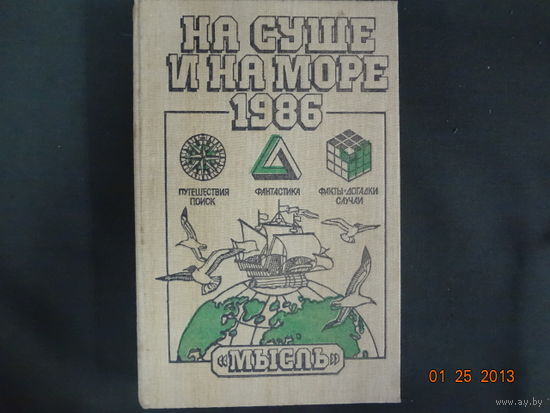 НА СУШЕ
И НА МОРЕ
1986
ПУТЕШЕСТВИЯ
ПОИСК
ФАНТАСТИКА
ФАКТЫ·ДОГАДКИ
СЛУЧАИ
«МЫСЛЬ»
01 25 2013
www.ay.by